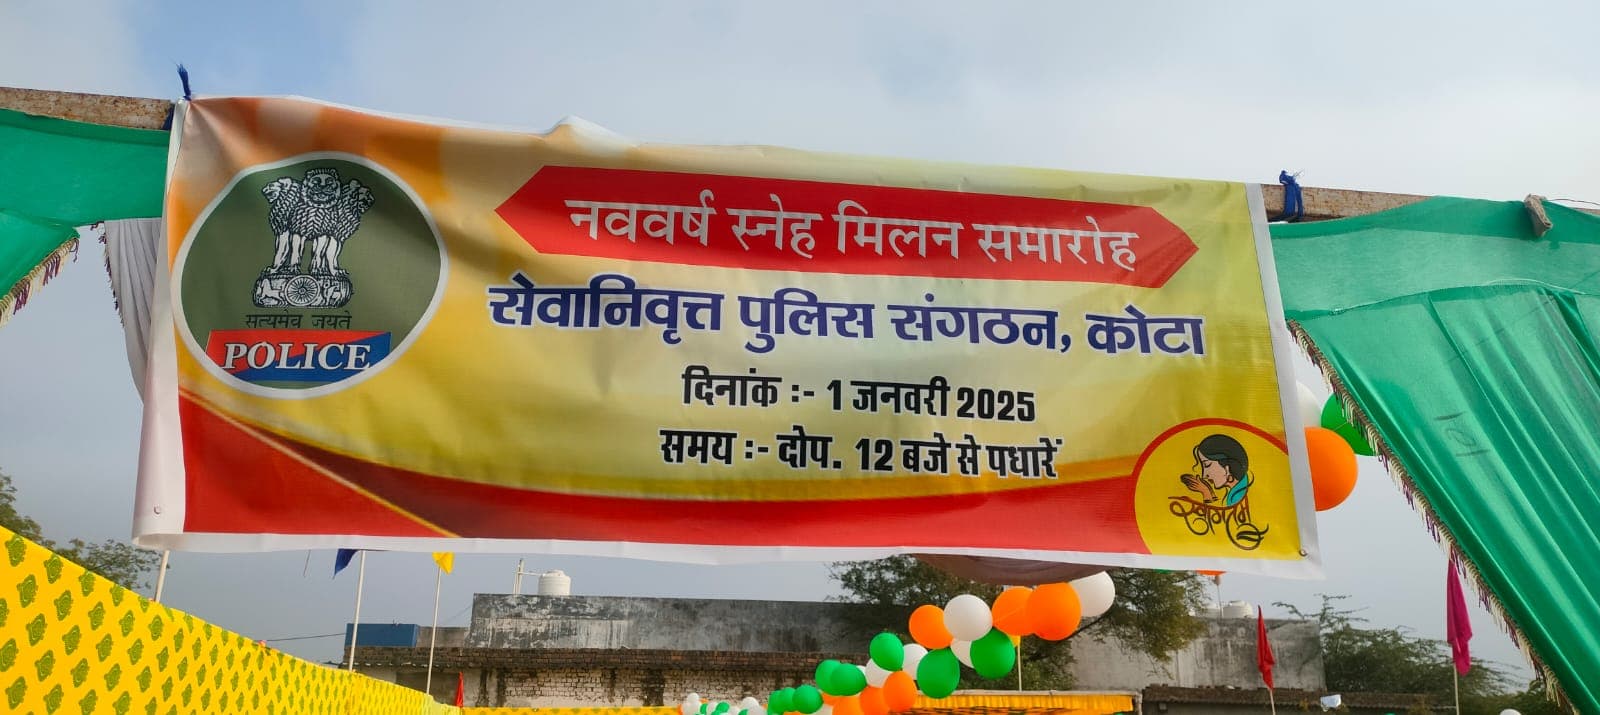 नववर्ष स्नेह मिलन समारोह
सेवानिवृत्त पुलिस संगठन, कोटा
दिनांक :- 1 जनवरी 2025
समय :- दोप. 12 बजे से पधारें
सत्यमेव जयते
POLICE
स्वागतम